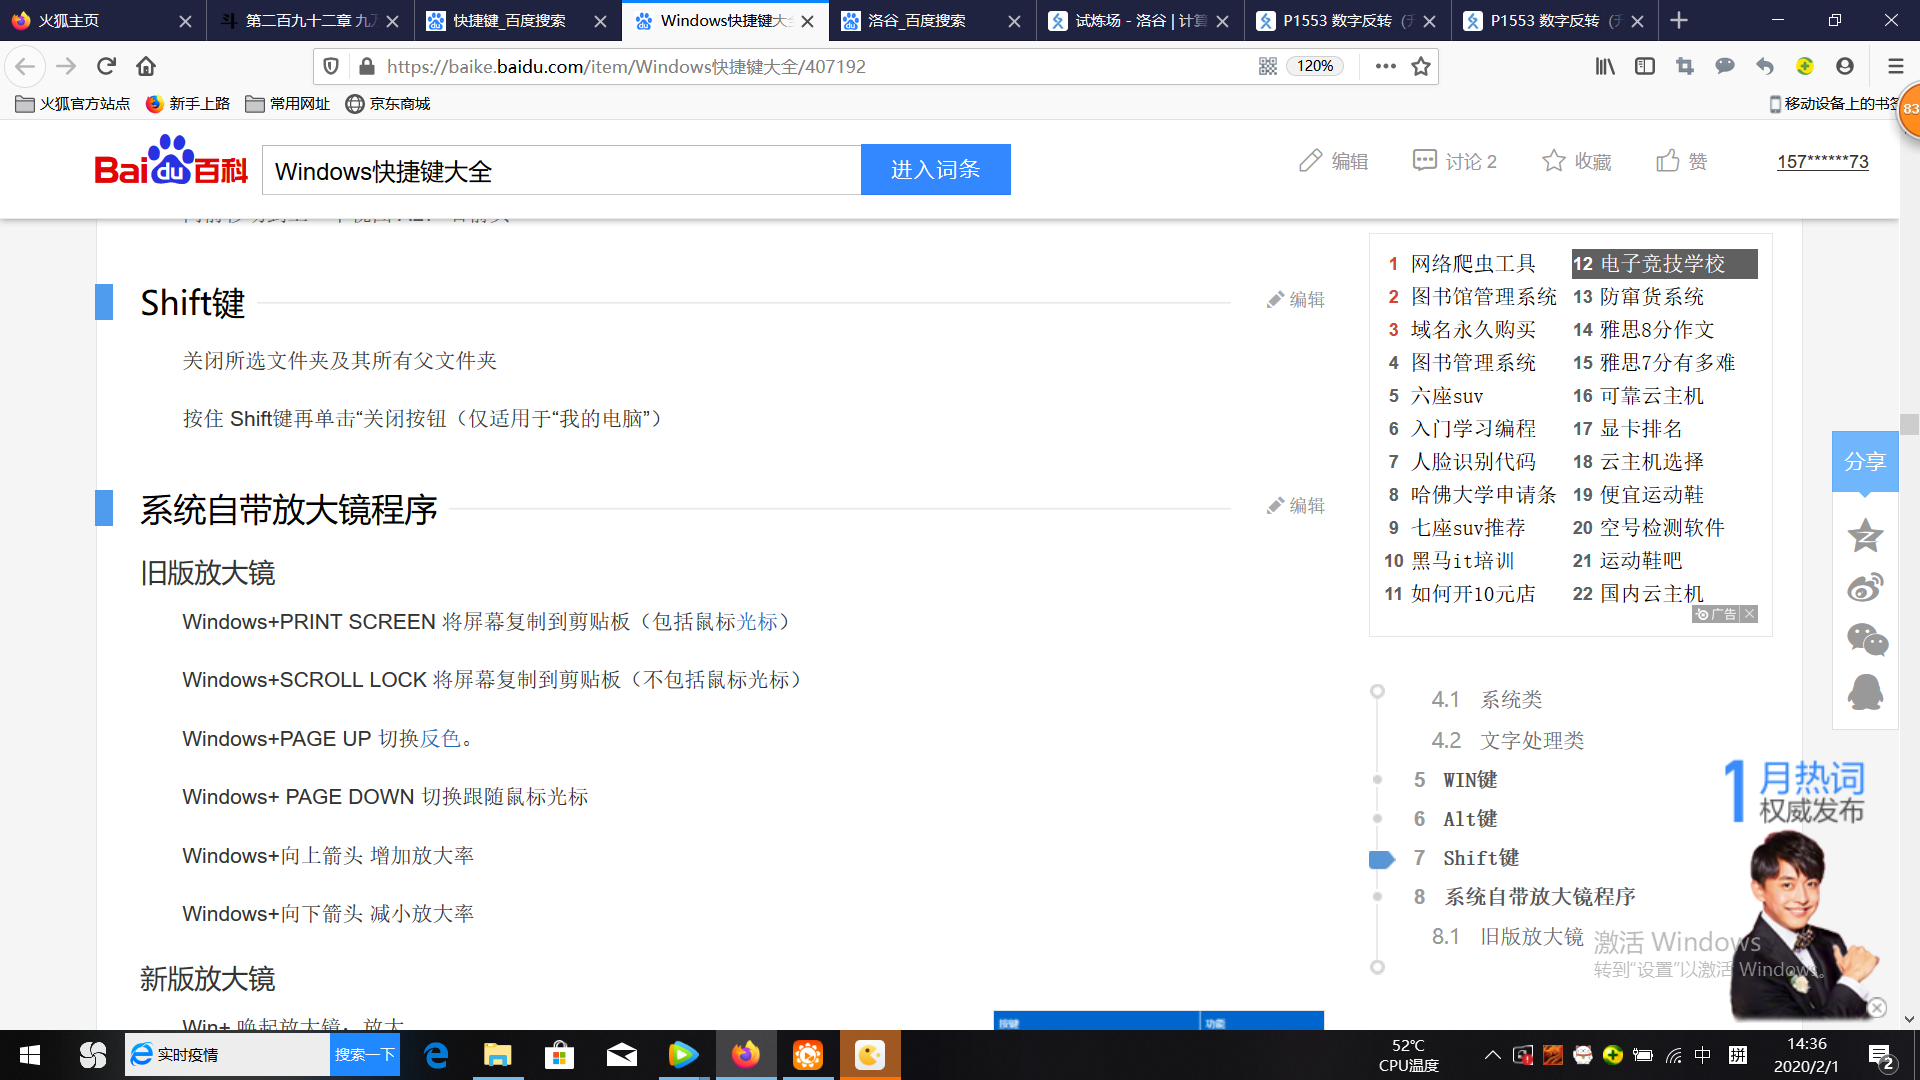 火狐主页
第二百九十二章 九
快捷键_百度搜索
Windows快捷键大
洛谷_百度搜索
试炼场 - 洛谷 | 计算
P1553 数字反转（
P1553 数字反转（
https://baike.baidu.com/item/Windows快捷键大全/407192
120%
火狐官方站点
新手上路
常用网址
京东商城
移动设备上的书签
83
Bai du 百科
Windows快捷键大全
进入词条
编辑
讨论 2
收藏
赞
157******73
Shift键
编辑
关闭所选文件夹及其所有父文件夹
按住 Shift键再单击“关闭按钮（仅适用于“我的电脑”）
系统自带放大镜程序
编辑
旧版放大镜
Windows+PRINT SCREEN 将屏幕复制到剪贴板（包括鼠标光标）
Windows+SCROLL LOCK 将屏幕复制到剪贴板（不包括鼠标光标）
Windows+PAGE UP 切换反色。
Windows+ PAGE DOWN 切换跟随鼠标光标
Windows+向上箭头 增加放大率
Windows+向下箭头 减小放大率
新版放大镜
Win+ 唤起放大镜；放大
按键
功能
1 网络爬虫工具
2 图书馆管理系统
3 域名永久购买
4 图书管理系统
5 六座suv
6 入门学习编程
7 人脸识别代码
8 哈佛大学申请条
9 七座suv推荐
10 黑马it培训
11 如何开10元店
12 电子竞技学校
13 防窜货系统
14 雅思8分作文
15 雅思7分有多难
16 可靠云主机
17 显卡排名
18 云主机选择
19 便宜运动鞋
20 空号检测软件
21 运动鞋吧
22 国内云主机
广告
4.1 系统类
4.2 文字处理类
5 WIN键
6 Alt键
7 Shift键
8 系统自带放大镜程序
8.1 旧版放大镜
分享
1月热词
权威发布
激活 Windows
转到“设置”以激活 Windows。
实时疫情
搜索一下
52℃
CPU温度
中
拼
14:36
2020/2/1
2